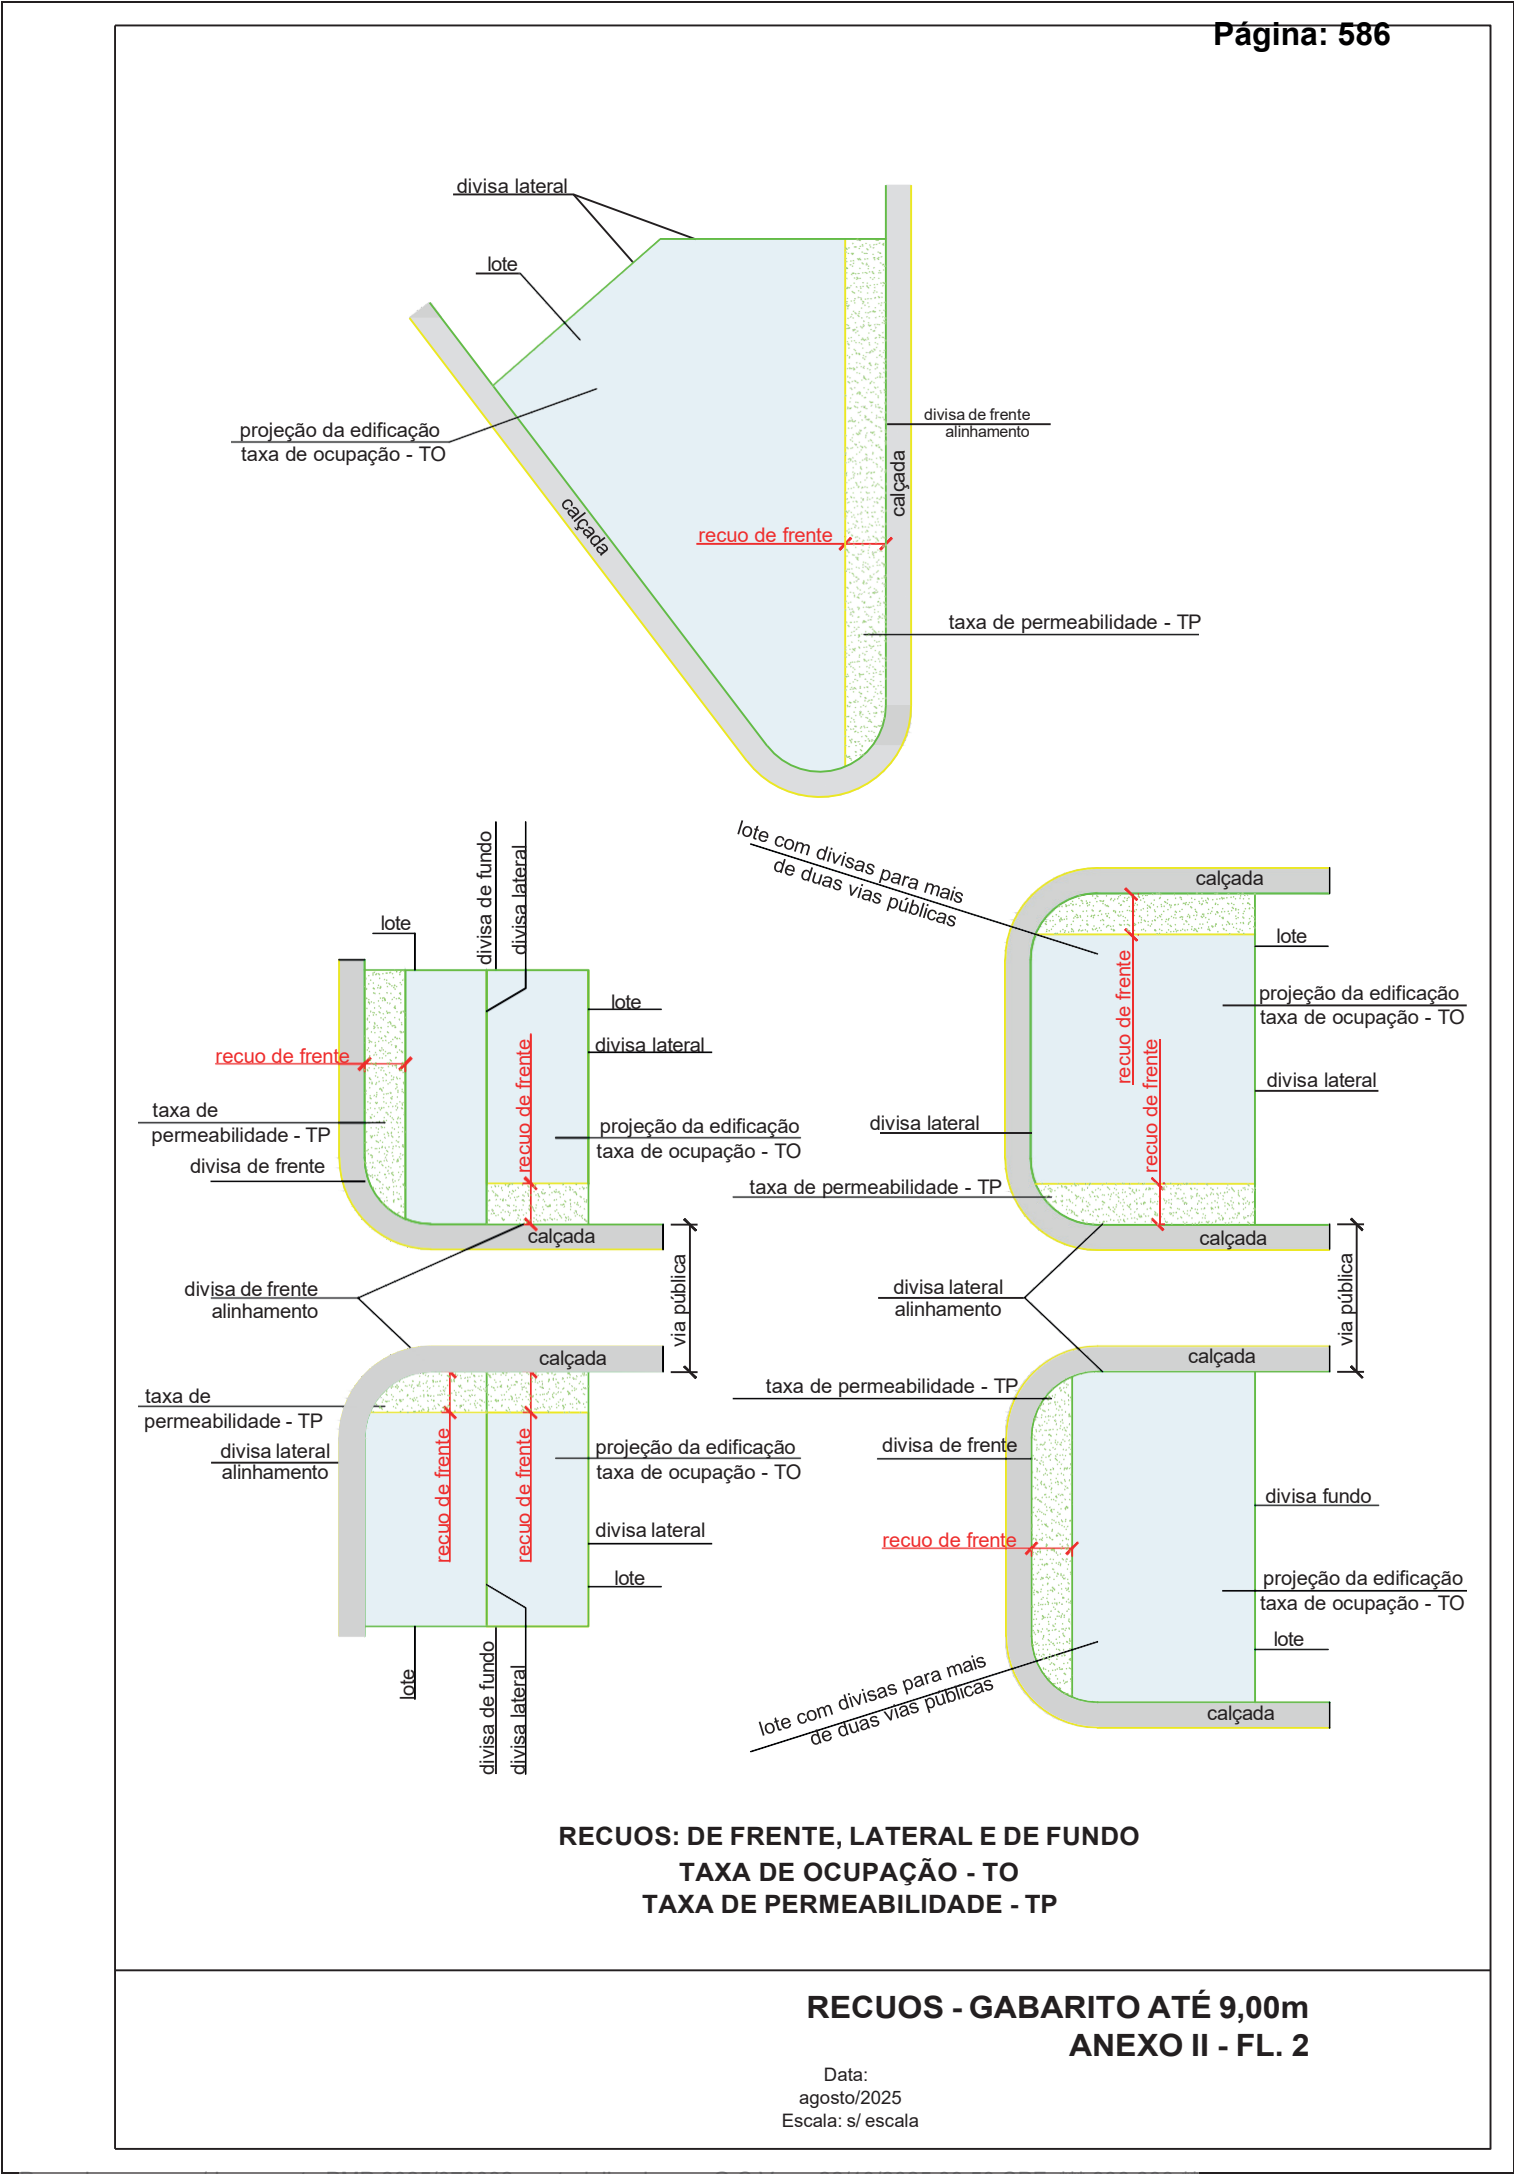 Página: 586
divisa lateral
lote
projeção da edificação
taxa de ocupação - TO
divisa de frente
alinhamento
calçada
calçada
recuo de frente
taxa de permeabilidade - TP
divisa de fundo
divisa lateral
lote
lote
recuo de frente
divisa lateral
recuo de frente
taxa de
permeabilidade - TP
projeção da edificação
taxa de ocupação - TO
divisa de frente
calçada
divisa de frente
alinhamento
via pública
calçada
taxa de
permeabilidade - TP
divisa lateral
alinhamento
recuo de frente
recuo de frente
projeção da edificação
taxa de ocupação - TO
divisa lateral
lote
lote
divisa de fundo
divisa lateral
lote com divisas para mais
de duas vias públicas
calçada
lote
recuo de frente
projeção da edificação
taxa de ocupação - TO
recuo de frente
divisa lateral
divisa lateral
taxa de permeabilidade - TP
calçada
divisa lateral
alinhamento
via pública
calçada
taxa de permeabilidade - TP
divisa de frente
divisa fundo
recuo de frente
projeção da edificação
taxa de ocupação - TO
lote
lote com divisas para mais
de duas vias públicas
calçada
RECUOS: DE FRENTE, LATERAL E DE FUNDO
TAXA DE OCUPAÇÃO - TO
TAXA DE PERMEABILIDADE - TP
RECUOS - GABARITO ATÉ 9,00m
ANEXO II - FL. 2
Data:
agosto/2025
Escala: s/ escala